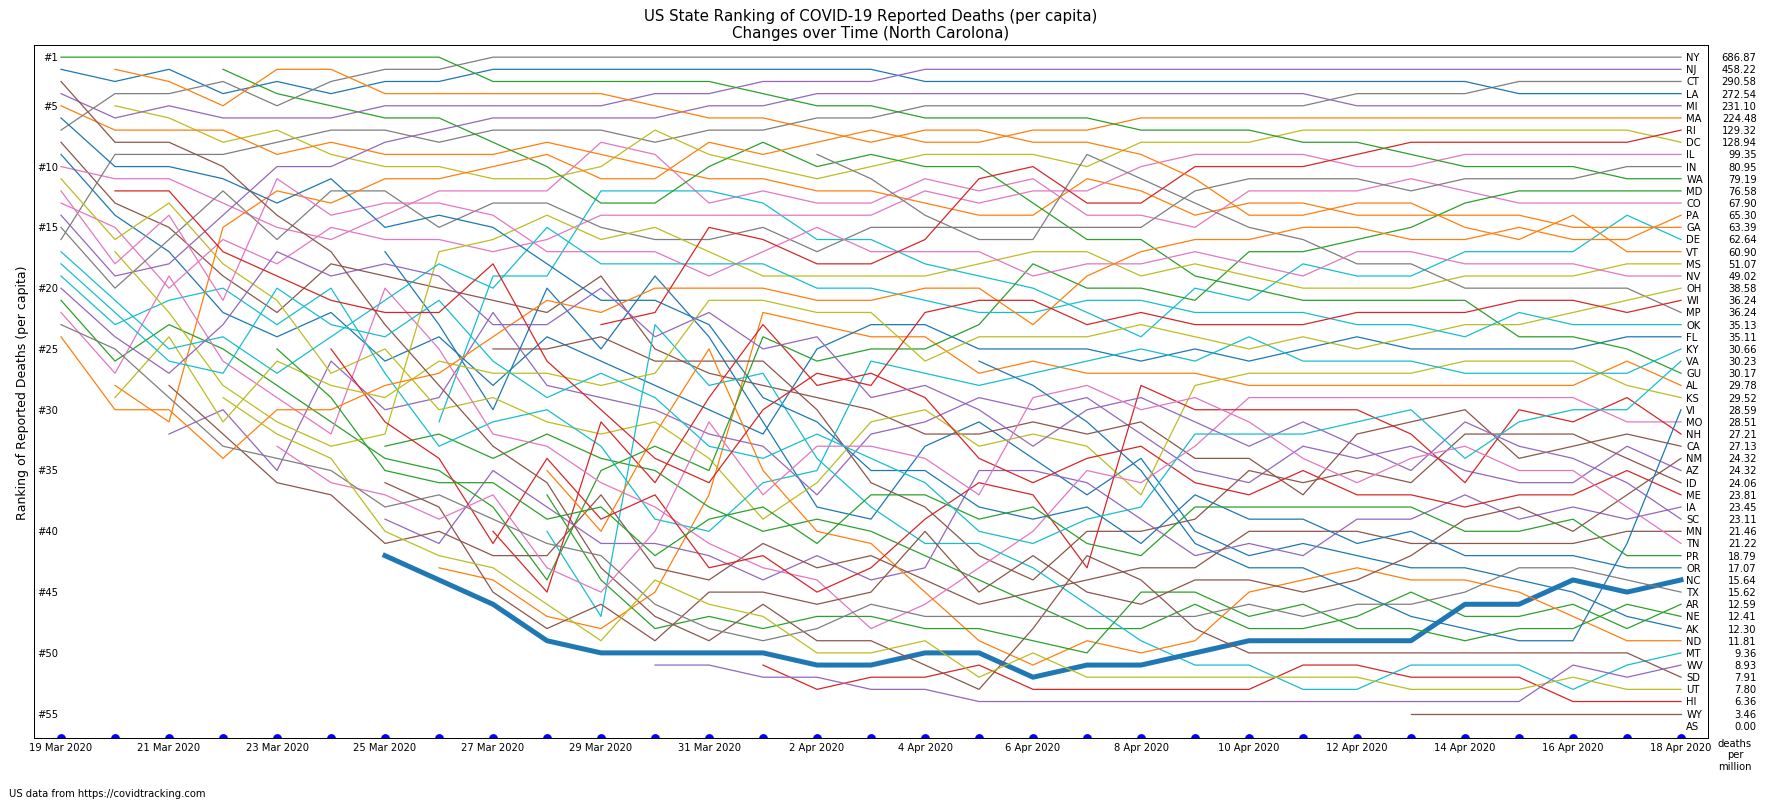 US State Ranking of COVID-19 Reported Deaths (per capita)
Changes over Time (North Carolona)
Ranking of Reported Deaths (per capita)
#1
#5
#10
#15
#20
#25
#30
#35
#40
#45
#50
#55
NY 686.87
NJ 458.22
CT 290.58
LA 272.54
MI 231.10
MA 224.48
RI 129.32
DC 128.94
IL 99.35
IN 80.95
WA 79.19
MD 76.58
CO 67.90
PA 65.30
GA 63.39
DE 62.64
VT 60.90
MS 51.07
NV 49.02
OH 38.58
WI 36.24
MP 36.24
OK 35.13
FL 35.11
KY 30.66
VA 30.23
GU 30.17
AL 29.78
KS 29.52
VI 28.59
MO 28.51
NH 27.21
CA 27.13
NM 24.32
AZ 24.32
ID 24.06
ME 23.81
IA 23.45
SC 23.11
MN 21.46
TN 21.22
PR 18.79
OR 17.07
NC 15.64
TX 15.62
AR 12.59
NE 12.41
AK 12.30
ND 11.81
MT 9.36
WV 8.93
SD 7.91
UT 7.80
HI 6.36
WY 3.46
AS 0.00
19 Mar 2020 21 Mar 2020 23 Mar 2020 25 Mar 2020 27 Mar 2020 29 Mar 2020 31 Mar 2020 2 Apr 2020 4 Apr 2020 6 Apr 2020 8 Apr 2020 10 Apr 2020 12 Apr 2020 14 Apr 2020 16 Apr 2020 18 Apr 2020
deaths
per
million
US data from https://covidtracking.com